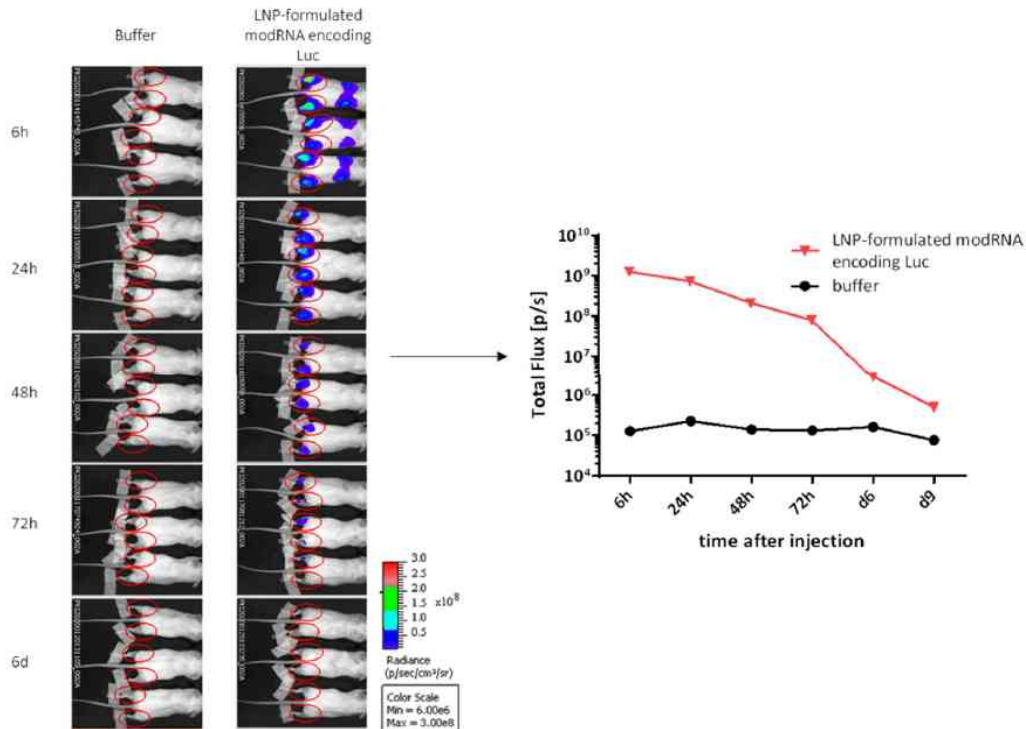 Buffer
LNP-formulated
modRNA encoding
Luc
6h
24h
48h
72h
6d
3.0
2.5
2.0
1.5
1.0
0.5
x10⁸
Radiance
(p/sec/cm³/sr)
Color Scale
Min = 6.00e6
Max = 3.00e8
Total Flux [p/s]
10¹⁰
10⁹
10⁸
10⁷
10⁶
10⁵
10⁴
6h
24h
48h
72h
d6
d9
time after injection
LNP-formulated modRNA
encoding Luc
buffer